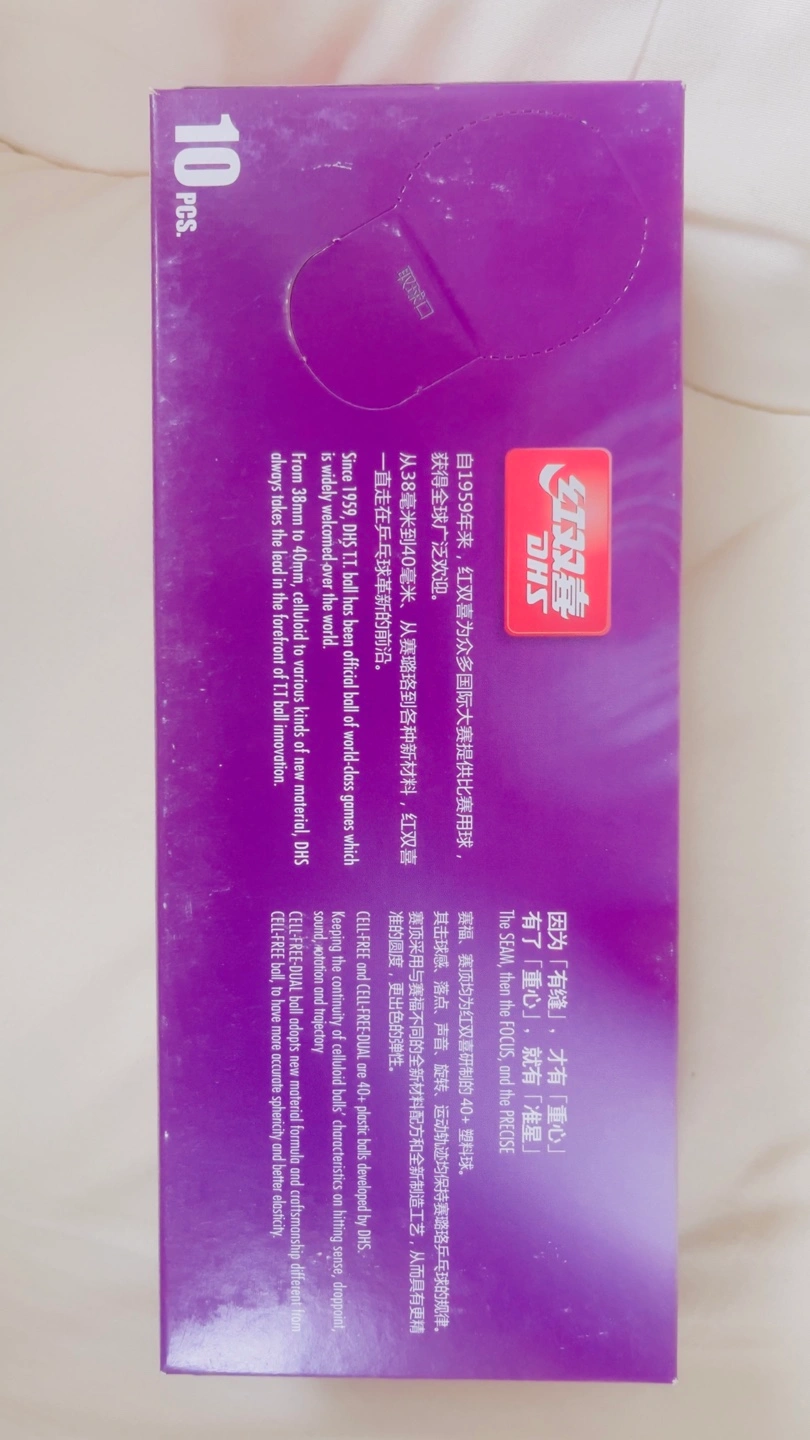 10 PCS.
取球口
红双喜
DHS
自1959年来，红双喜为众多国际大赛提供比赛用球，
获得全球广泛欢迎。
从38毫米到40毫米、从赛璐珞到各种新材料，红双喜
一直走在乒乓球革新的前沿。
Since 1959, DHS T.T. ball has been official ball of world-class games which
is widely welcomed over the world.
From 38mm to 40mm, celluloid to various kinds of new material, DHS
always takes the lead in the forefront of T.T ball innovation.
因为「有缝」，才有「重心」
有了「重心」，就有「准星」
The SEAM, then the FOCUS, and the PRECISE
赛福、赛顶均为红双喜研制的 40+ 塑料球。
其击球感、落点、声音、旋转、运动轨迹均保持赛璐珞乒乓球的规律。
赛顶采用与赛福不同的全新材料配方和全新制造工艺，从而具有更精
准的圆度，更出色的弹性。
CELL-FREE and CELL-FREE-DUAL are 40+ plastic balls developed by DHS.
Keeping the continuity of celluloid balls' characteristics on hitting sense, droppoint,
sound, rotation and trajectory
CELL-FREE-DUAL ball adopts new material formula and craftsmanship different from
CELL-FREE ball, to have more accurate sphericity and better elasticity.